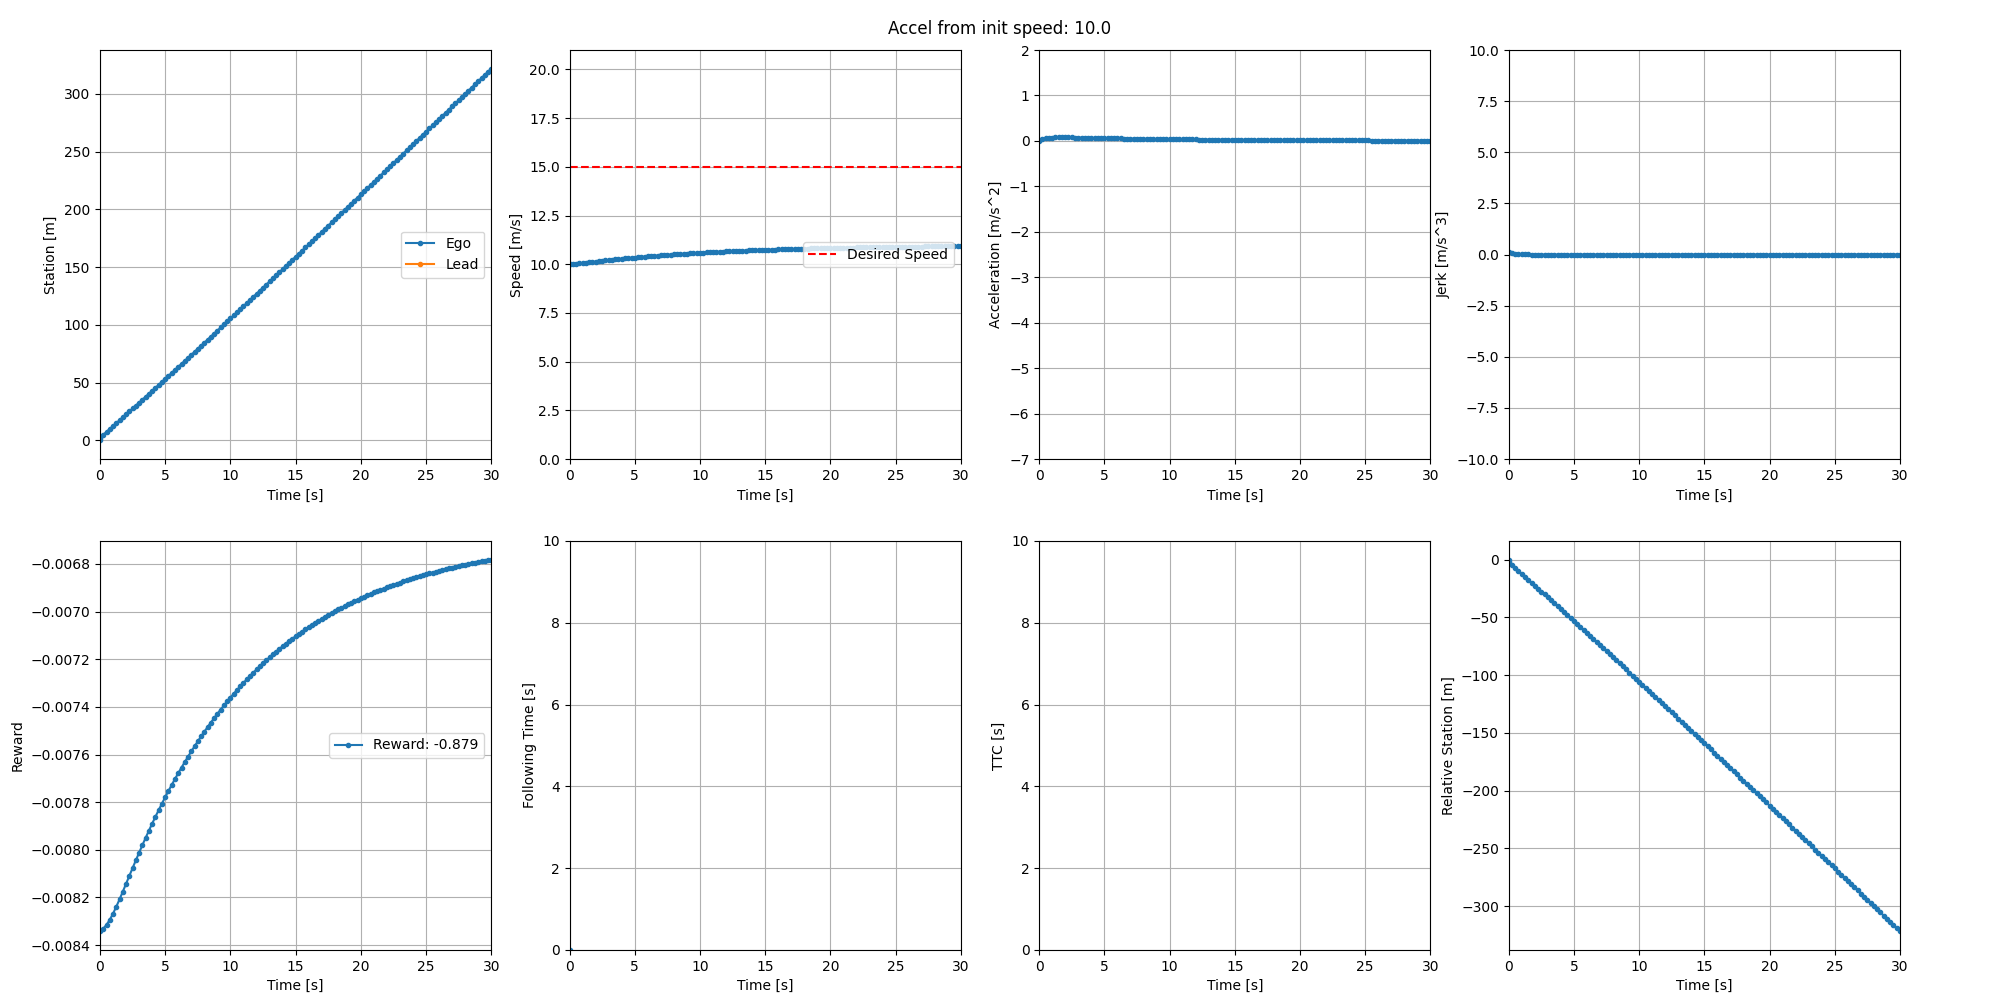 Accel from init speed: 10.0
Station [m]
300
250
200
150
100
50
0
Ego
Lead
0 5 10 15 20 25 30
Time [s]
Speed [m/s]
20.0
17.5
15.0
12.5
10.0
7.5
5.0
2.5
0.0
Desired Speed
0 5 10 15 20 25 30
Time [s]
Acceleration [m/s^2]
2
1
0
−1
−2
−3
−4
−5
−6
−7
0 5 10 15 20 25 30
Time [s]
Jerk [m/s^3]
10.0
7.5
5.0
2.5
0.0
−2.5
−5.0
−7.5
−10.0
0 5 10 15 20 25 30
Time [s]
Reward
−0.0068
−0.0070
−0.0072
−0.0074
−0.0076
−0.0078
−0.0080
−0.0082
−0.0084
Reward: -0.879
0 5 10 15 20 25 30
Time [s]
Following Time [s]
10
8
6
4
2
0
0 5 10 15 20 25 30
Time [s]
TTC [s]
10
8
6
4
2
0
0 5 10 15 20 25 30
Time [s]
Relative Station [m]
0
−50
−100
−150
−200
−250
−300
0 5 10 15 20 25 30
Time [s]